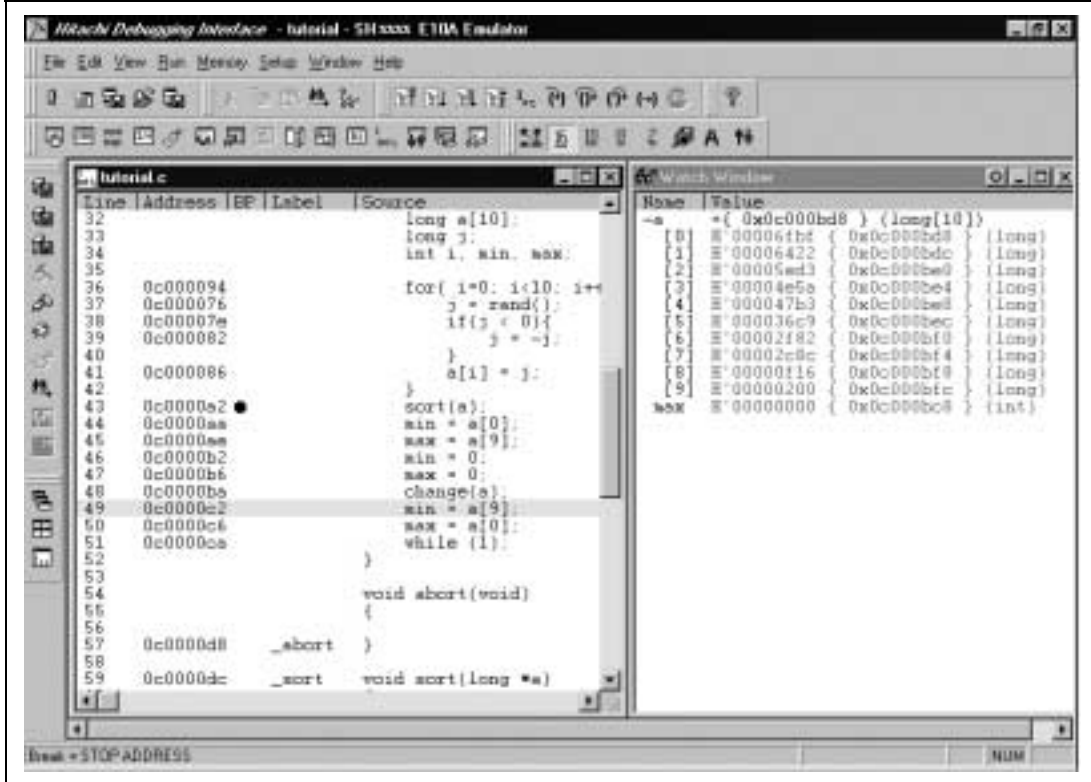 Hitachi Debugging Interface - tutorial - SHxxxx E10A Emulator
File Edit View Run Memory Setup Window Help
tutorial.c
Line Address BP Label Source
32 long a[10];
33 long j;
34 int i, min, max;
35
36 0c000094 for( i=0; i<10; i++
37 0c000076 j = rand();
38 0c00007e if(j < 0){
39 0c000082 j = -j;
40 }
41 0c000086 a[i] = j;
42 }
43 0c0000a2 ● sort(a);
44 0c0000aa min = a[0];
45 0c0000ae max = a[9];
46 0c0000b2 min = 0;
47 0c0000b6 max = 0;
48 0c0000ba change(a);
49 0c0000c2 min = a[9];
50 0c0000c6 max = a[0];
51 0c0000ca while (1);
52 }
53
54 void abort(void)
55 {
56
57 0c0000d8 _abort }
58
59 0c0000dc _sort void sort(long *a)
Watch Window
Name Value
-a ={ 0x0c000bd8 } (long[10])
[0] H'00006fbf { 0x0c000bd8 } (long)
[1] H'00006422 { 0x0c000bdc } (long)
[2] H'00005ed3 { 0x0c000be0 } (long)
[3] H'00004e5a { 0x0c000be4 } (long)
[4] H'000047b3 { 0x0c000be8 } (long)
[5] H'000036c9 { 0x0c000bec } (long)
[6] H'00002f82 { 0x0c000bf0 } (long)
[7] H'00002c0c { 0x0c000bf4 } (long)
[8] H'00000f16 { 0x0c000bf8 } (long)
[9] H'00000200 { 0x0c000bfc } (long)
max H'00000000 { 0x0c000bc8 } (int)
Break = STOP ADDRESS
NUM